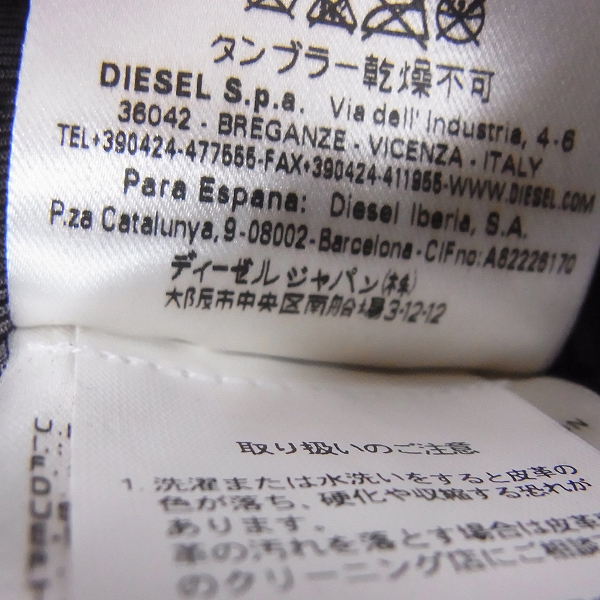 タンブラー乾燥不可
DIESEL S.p.a. Via dell' Industria, 4-6
36042 - BREGANZE - VICENZA - ITALY
TEL+390424-477555-FAX+390424-411955-WWW.DIESEL.COM
Para Espana: Diesel Iberia, S.A.
P.za Catalunya, 9-08002-Barcelona-CIFno:A62226170
ディーゼル ジャパン(株)
大阪市中央区南船場3-12-12
取り扱いのご注意
1. 洗濯または水洗いをすると皮革の
色が落ち、硬化や収縮する恐れが
あります。
革の汚れを落とす場合は皮革
のクリーニング店にご相談